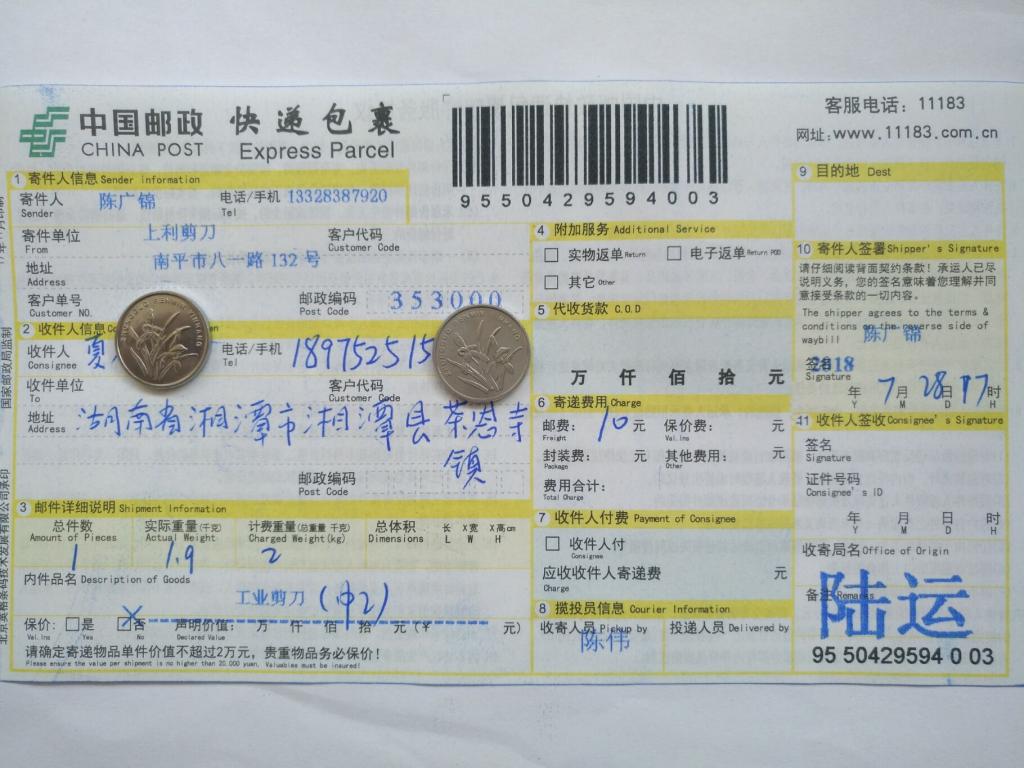 中国邮政 快递包裹
CHINA POST Express Parcel
9550429594003
客服电话：11183
网址：www.11183.com.cn
1 寄件人信息 Sender information
寄件人 Sender 陈广锦 电话/手机 Tel 13328387920
寄件单位 From 上利剪刀 客户代码 Customer Code
地址 Address 南平市八一路 132 号
客户单号 Customer NO. 邮政编码 Post Code 353000
2 收件人信息
收件人 Consignee 夏 电话/手机 Tel 189752515
收件单位 To 客户代码 Customer Code
地址 Address 湖南省湘潭市湘潭县茶恩寺
镇
邮政编码 Post Code
3 邮件详细说明 Shipment Information
总件数 Amount of Pieces 实际重量(千克) Actual Weight 计费重量(总重量 千克) Charged Weight(kg) 总体积 Dimensions 长 L X宽 W X高cm H
1 1.9 2
内件品名 Description of Goods
工业剪刀 (中2)
保价: Val.Ins □是 Yes □否 No 声明价值: Declared Value 万 仟 佰 拾 元 (￥ 元)
请确定寄递物品单件价值不超过2万元，贵重物品务必保价！
Please ensure the value per shipment is no higher than 20,000 yuan, Valuables must be insured!
4 附加服务 Additional Service
□ 实物返单 Return □ 电子返单 Return POD
□ 其它 Other
5 代收货款 C.O.D
万 仟 佰 拾 元
6 寄递费用 Charge
邮费: Freight 10 元 保价费: Val.Ins 元
封装费: Package 元 其他费用: Other 元
费用合计: Total Charge
7 收件人付费 Payment of Consignee
□ 收件人付 Consignee
应收收件人寄递费 Charge 元
8 揽投员信息 Courier Information
收寄人员 Pickup by 投递人员 Delivered by
陈伟
9 目的地 Dest
10 寄件人签署 Shipper's Signature
请仔细阅读背面契约条款！承运人已尽
说明义务，您的签名意味着您理解并同
意接受条款的一切内容。
The shipper agrees to the terms &
conditions on the reverse side of
waybill 陈广锦
签名 Signature 2018
年 Y 7 月 M 28 日 D 17 时 H
11 收件人签收 Consignee's Signature
签名 Signature
证件号码 Consignee's ID
年 Y 月 M 日 D 时 H
收寄局名 Office of Origin
备注 Remarks 陆运
95 50429594 0 03
国家邮政局监制